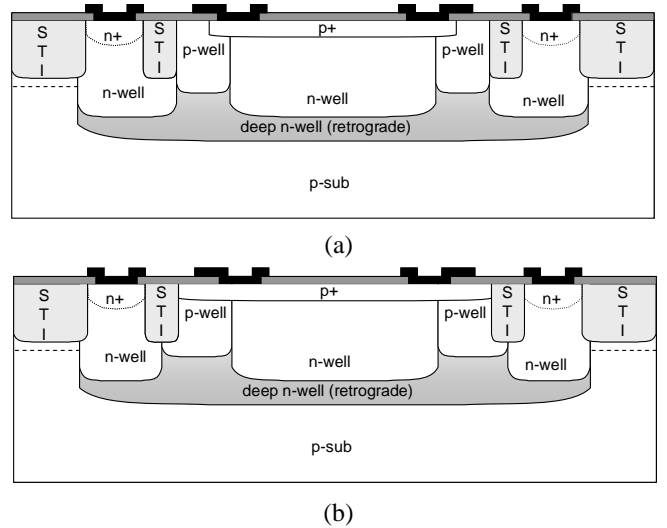 S T I
n+
S T I
p-well
p+
p-well
S T I
n+
S T I
n-well
n-well
n-well
deep n-well (retrograde)
p-sub
(a)
S T I
n+
S T I
p-well
p+
p-well
S T I
n+
S T I
n-well
n-well
n-well
deep n-well (retrograde)
p-sub
(b)